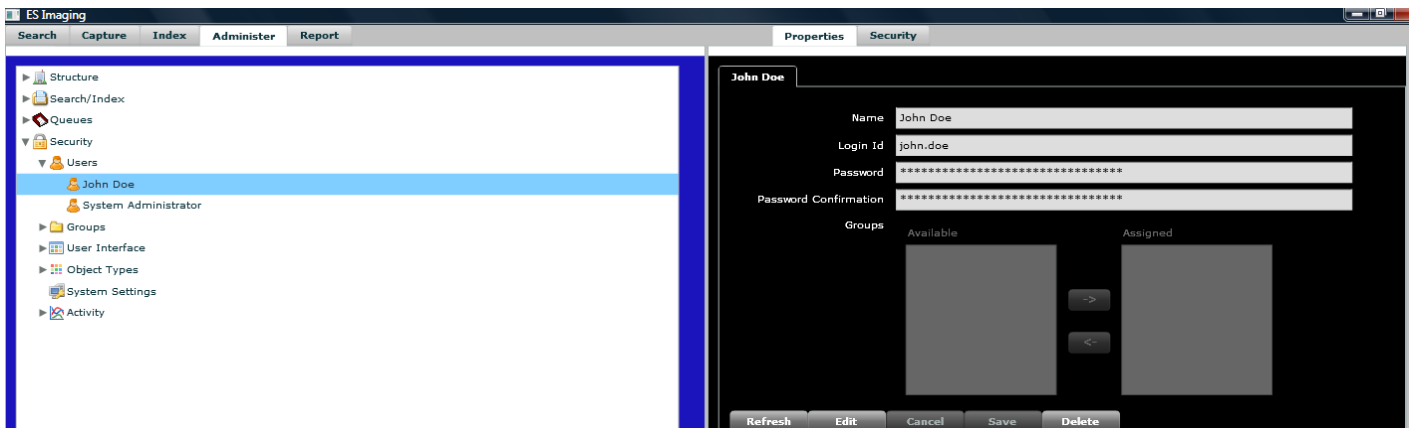 ES Imaging
Search Capture Index Administer Report
Properties Security
Structure
Search/Index
Queues
Security
Users
John Doe
System Administrator
Groups
User Interface
Object Types
System Settings
Activity
John Doe
Name John Doe
Login Id john.doe
Password ********************************
Password Confirmation ********************************
Groups
Available Assigned
->
<-
Refresh Edit Cancel Save Delete